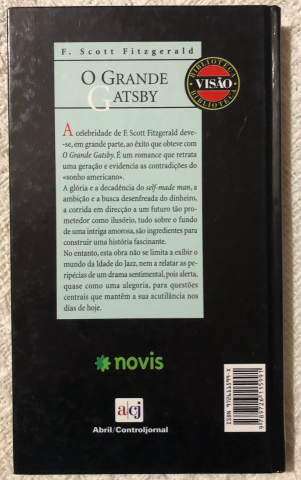 F. Scott Fitzgerald
O GRANDE
GATSBY
BIBLIOTECA
VISÃO
BIBLIOTECA
A celebridade de F. Scott Fitzgerald deve-
-se, em grande parte, ao êxito que obteve com
O Grande Gatsby. É um romance que retrata
uma geração e evidencia as contradições do
«sonho americano».
A glória e a decadência do self-made man, a
ambição e a busca desenfreada do dinheiro,
a corrida em direcção a um futuro tão pro-
metedor como ilusório, tudo sobre o fundo
de uma intriga amorosa, são ingredientes para
construir uma história fascinante.
No entanto, esta obra não se limita a exibir o
mundo da Idade do Jazz, nem a relatar as pe-
ripécias de um drama sentimental, pois alerta,
quase como uma alegoria, para questões
centrais que mantêm a sua acutilância nos
dias de hoje.
novis
a|cj
Abril/Controljornal